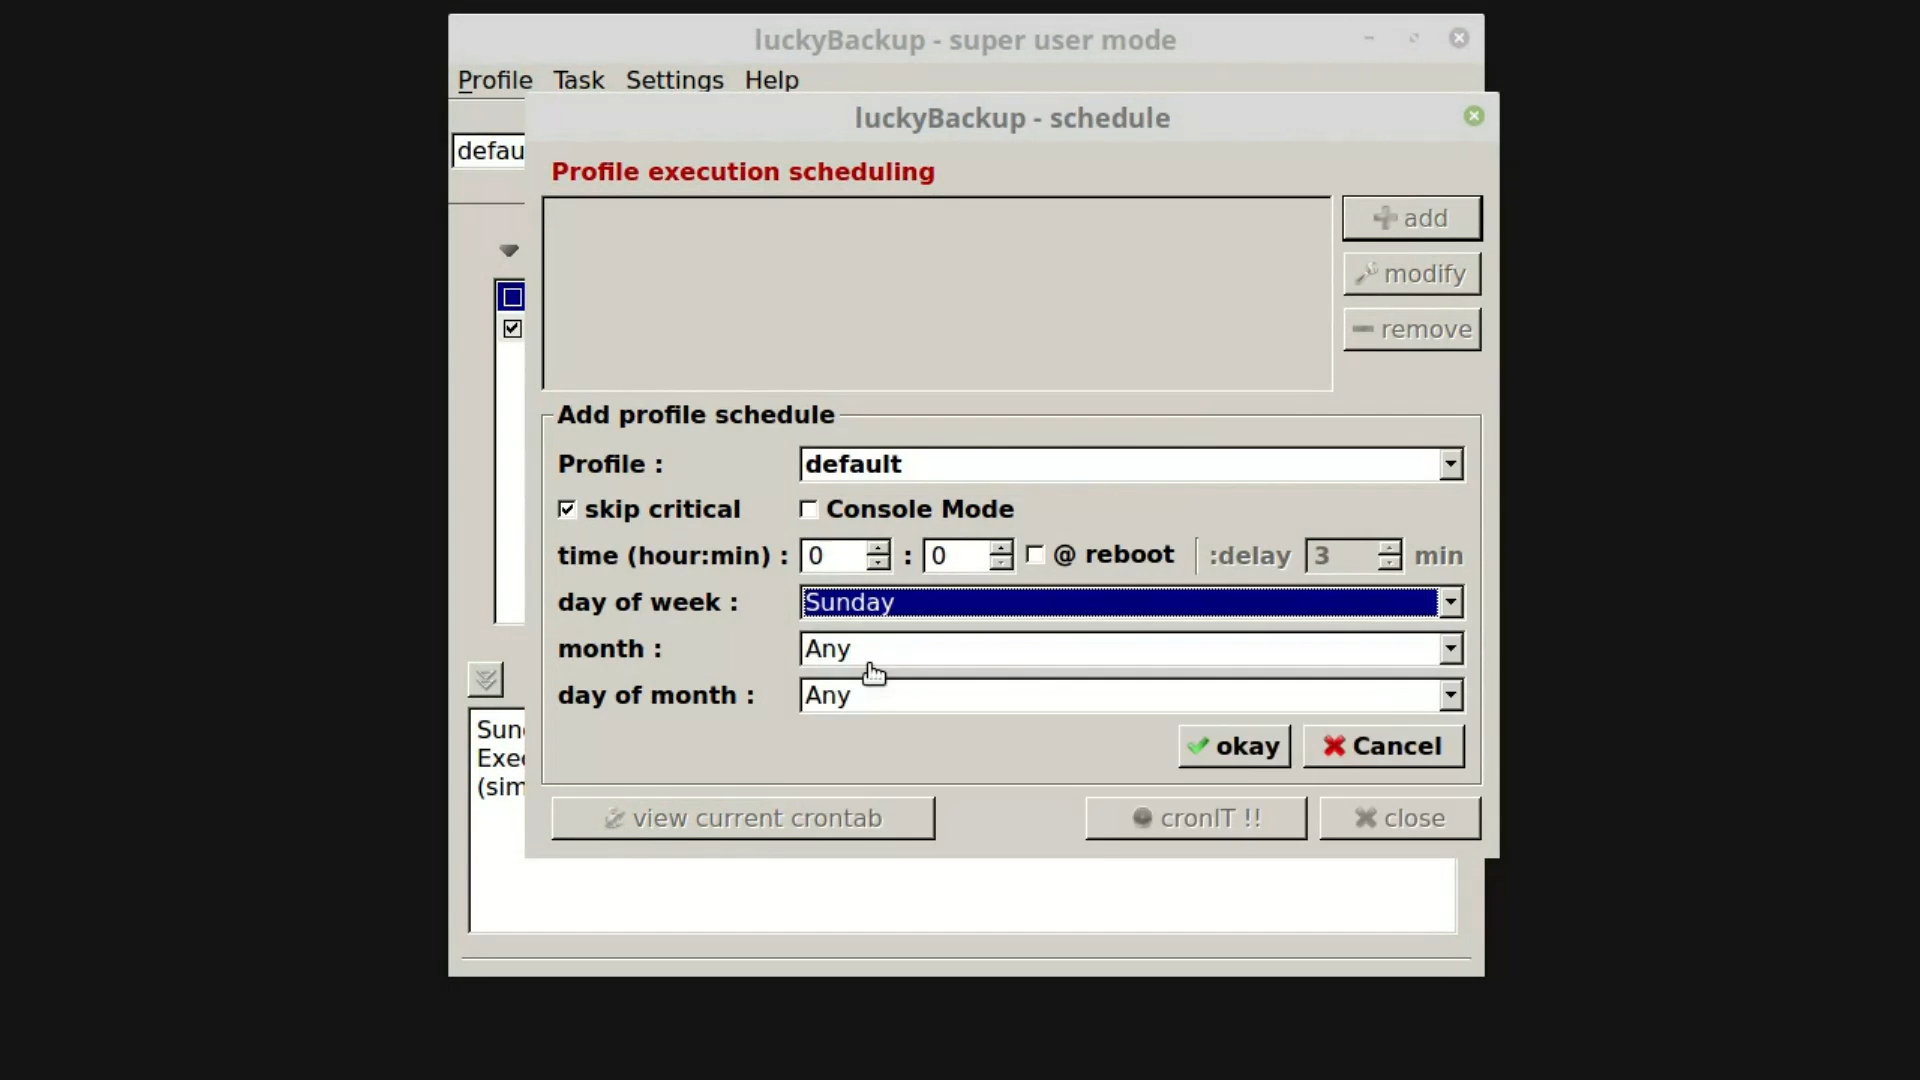 luckyBackup - super user mode
Profile Task Settings Help
luckyBackup - schedule
defau
Profile execution scheduling
add
modify
remove
Add profile schedule
Profile : default
skip critical Console Mode
time (hour:min) : 0 : 0 @ reboot :delay 3 min
day of week : Sunday
month : Any
day of month : Any
Sun
Exe
(sim
okay Cancel
view current crontab cronIT !! close